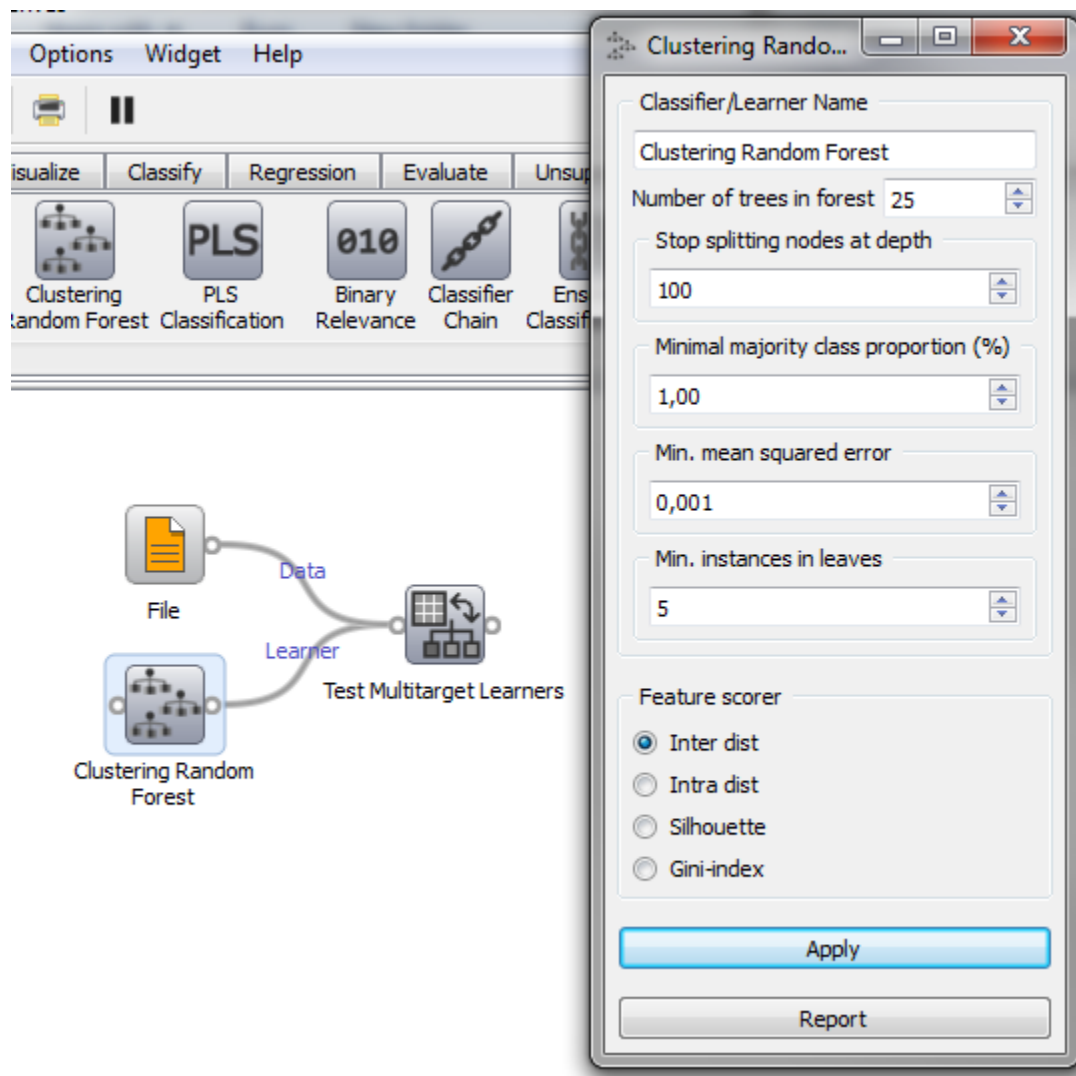 Options Widget Help
Visualize Classify Regression Evaluate
Clustering
Random Forest
PLS
Classification
Binary
Relevance
Classifier
Chain
PLS
010
File
Data
Learner
Test Multitarget Learners
Clustering Random
Forest
Clustering Rando...
Classifier/Learner Name
Clustering Random Forest
Number of trees in forest 25
Stop splitting nodes at depth
100
Minimal majority class proportion (%)
1,00
Min. mean squared error
0,001
Min. instances in leaves
5
Feature scorer
Inter dist
Intra dist
Silhouette
Gini-index
Apply
Report